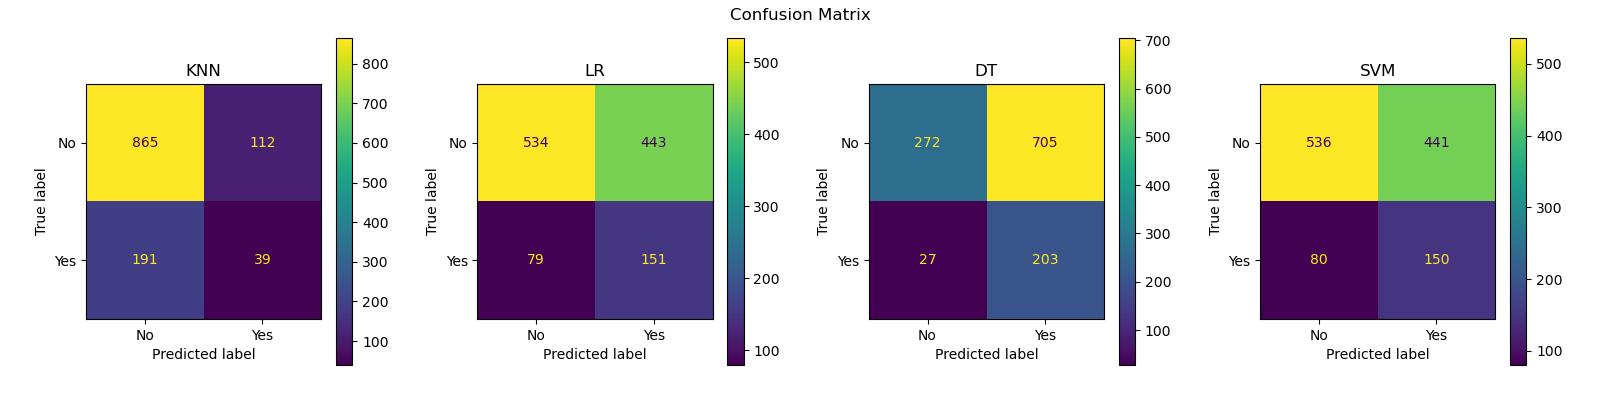 Confusion Matrix
KNN
No
865
112
Yes
191
39
No
Yes
True label
Predicted label
800
700
600
500
400
300
200
100
LR
No
534
443
Yes
79
151
No
Yes
True label
Predicted label
500
400
300
200
100
DT
No
272
705
Yes
27
203
No
Yes
True label
Predicted label
700
600
500
400
300
200
100
SVM
No
536
441
Yes
80
150
No
Yes
True label
Predicted label
500
400
300
200
100